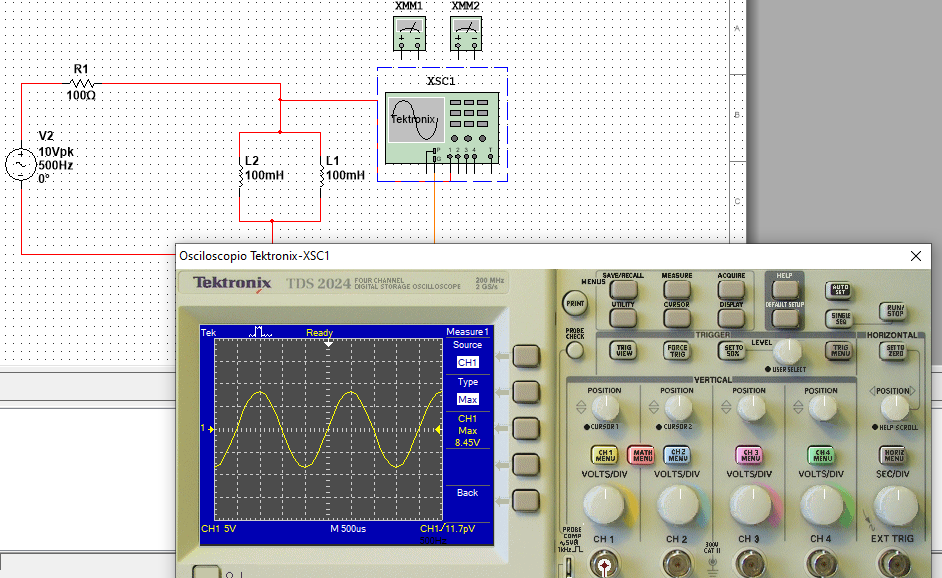 XMM1
XMM2
A
XSC1
R1
100Ω
Tektronix
B
P
G
1 2 3 4
T
V2
10Vpk
500Hz
0°
L2
100mH
L1
100mH
C
Osciloscopio Tektronix-XSC1
Tektronix
TDS 2024
FOUR CHANNEL
DIGITAL STORAGE OSCILLOSCOPE
200 MHz
2 GS/s
MENUS
SAVE/RECALL
MEASURE
ACQUIRE
HELP
AUTO SET
PRINT
UTILITY
CURSOR
DISPLAY
DEFAULT SETUP
SINGLE SEQ
RUN/ STOP
PROBE CHECK
TRIGGER
LEVEL
HORIZONTAL
TRIG VIEW
FORCE TRIG
SET TO 50%
USER SELECT
TRIG MENU
SET TO ZERO
VERTICAL
POSITION
POSITION
POSITION
POSITION
POSITION
CURSOR 1
CURSOR 2
HELP SCROLL
CH 1 MENU
MATH MENU
CH 2 MENU
CH 3 MENU
CH 4 MENU
HORIZ MENU
VOLTS/DIV
VOLTS/DIV
VOLTS/DIV
VOLTS/DIV
SEC/DIV
PROBE COMP
~5V
1kHz
CH 1
CH 2
300V
CAT II
CH 3
CH 4
EXT TRIG
Tek
Ready
Measure1
Source
CH1
Type
Max
CH1
Max
8.45V
Back
1
CH1 5V
M 500us
CH1/11.7pV